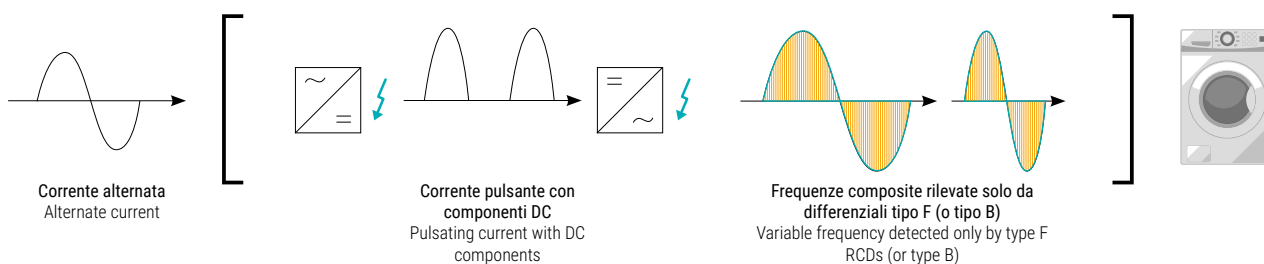 Corrente alternata
Alternate current
Corrente pulsante con
componenti DC
Pulsating current with DC
components
Frequenze composite rilevate solo da
differenziali tipo F (o tipo B)
Variable frequency detected only by type F
RCDs (or type B)